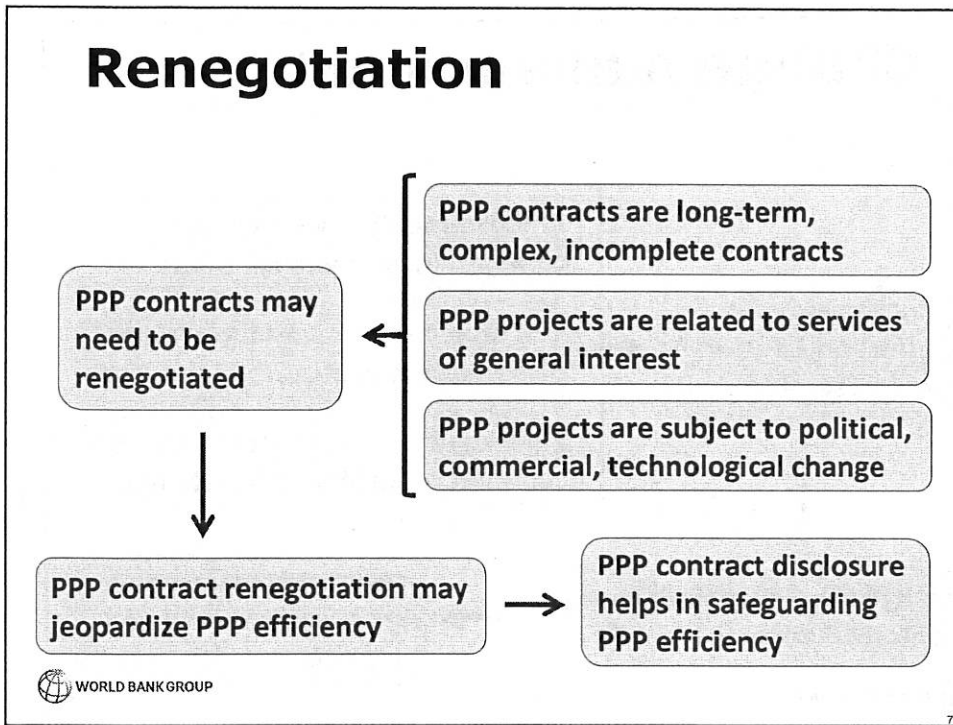 Renegotiation
PPP contracts are long-term,
complex, incomplete contracts
PPP contracts may
need to be
renegotiated
PPP projects are related to services
of general interest
PPP projects are subject to political,
commercial, technological change
PPP contract renegotiation may
jeopardize PPP efficiency
PPP contract disclosure
helps in safeguarding
PPP efficiency
WORLD BANK GROUP
7